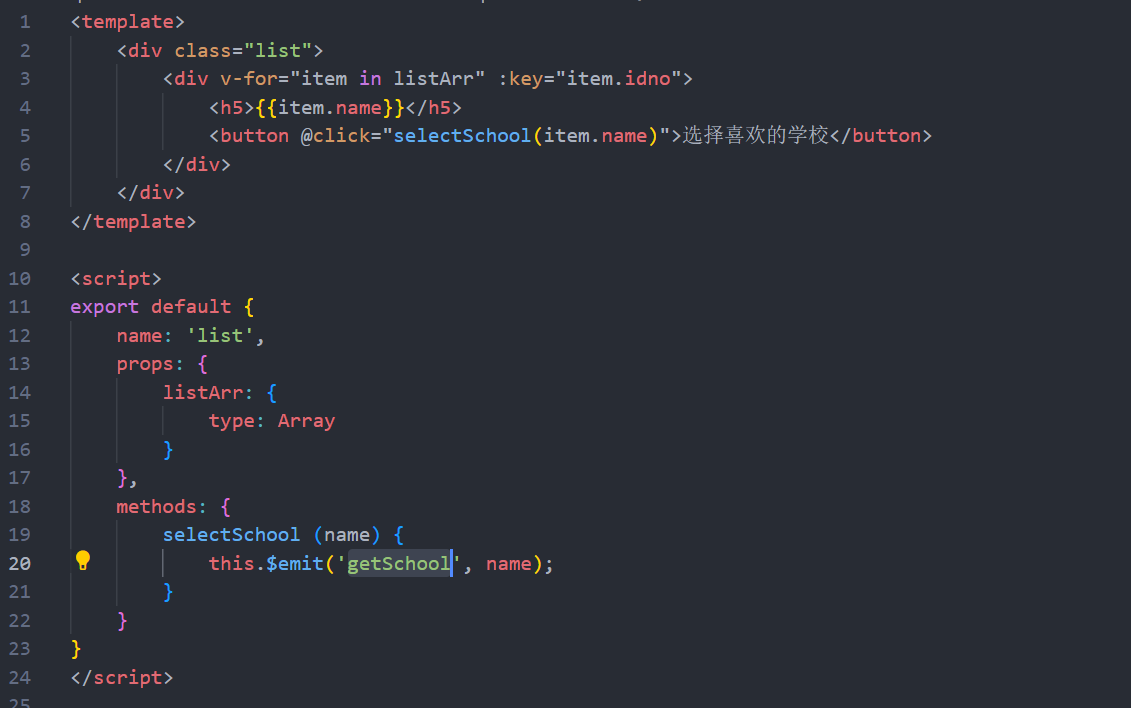 1 <template>
2 <div class="list">
3 <div v-for="item in listArr" :key="item.idno">
4 <h5>{{item.name}}</h5>
5 <button @click="selectSchool(item.name)">选择喜欢的学校</button>
6 </div>
7 </div>
8 </template>
9
10 <script>
11 export default {
12 name: 'list',
13 props: {
14 listArr: {
15 type: Array
16 }
17 },
18 methods: {
19 selectSchool (name) {
20 this.$emit('getSchool', name);
21 }
22 }
23 }
24 </script>
25